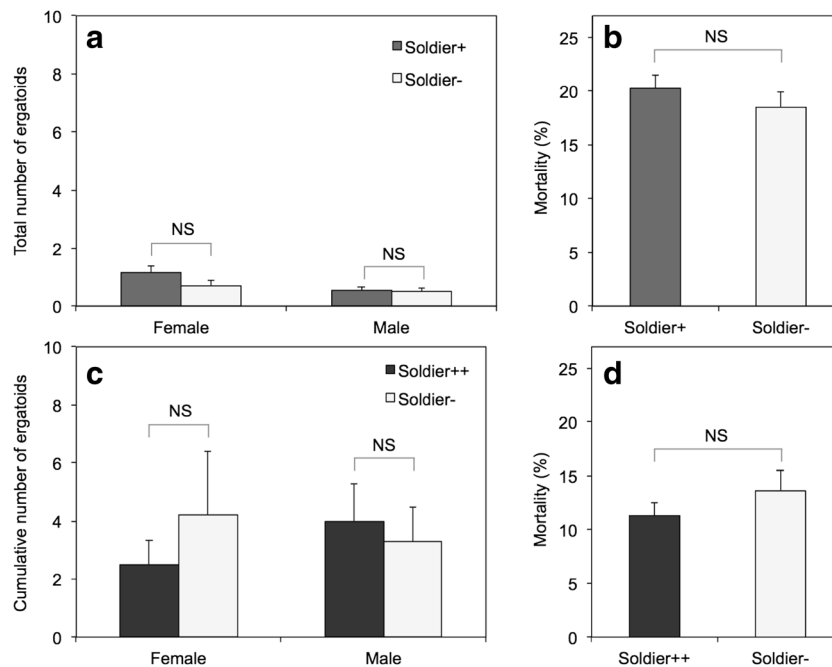 a
Total number of ergatoids
10
8
6
4
2
0
Soldier+
Soldier-
NS
NS
Female
Male
b
Mortality (%)
25
20
15
10
5
0
NS
Soldier+
Soldier-
c
Cumulative number of ergatoids
10
8
6
4
2
0
Soldier++
Soldier-
NS
NS
Female
Male
d
Mortality (%)
25
20
15
10
5
0
NS
Soldier++
Soldier-